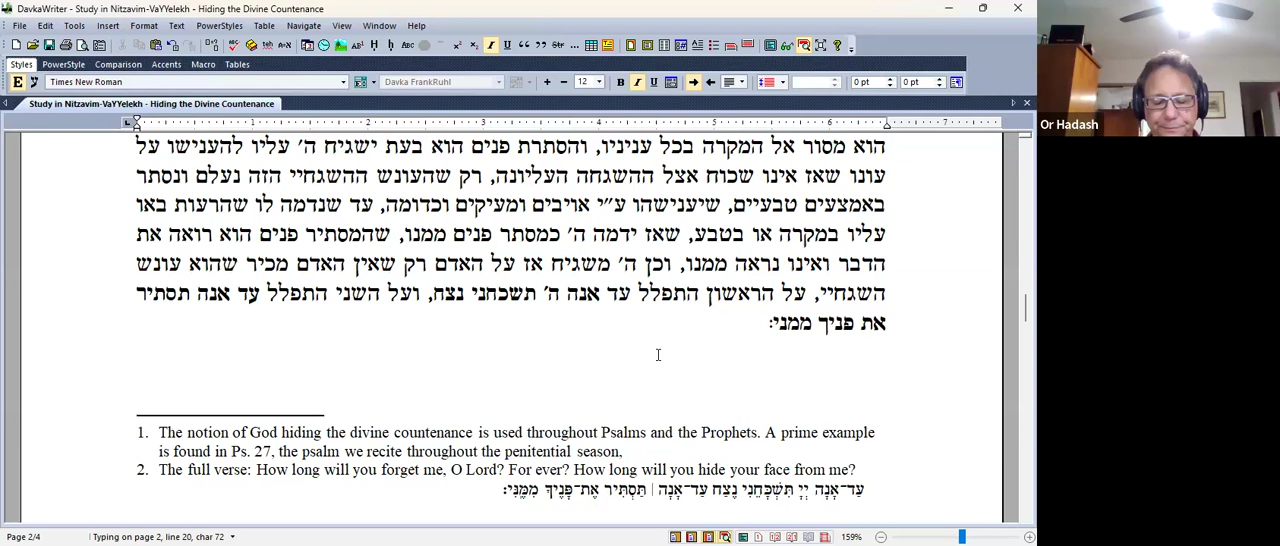 DavkaWriter - Study in Nitzavim-VaYYelekh - Hiding the Divine Countenance
File Edit Tools Import PowerStyles Table Navigate View Window Help
Styles PowerStyle Comparison Accents Macro Tables
Times New Roman Davka FrankRuhl 12 B I U 0 pt 0 pt
Study in Nitzavim-VaYYelekh - Hiding the Divine Countenance
1 2 3 4 5 6 7
הוא מסור אל המקרה בכל עניניו, והסתרת פנים הוא בעת ישגיח ה׳ עליו להענישו על
עונו שאז אינו שכוח אצל ההשגחה העליונה, רק שהעונש ההשגחיי הזה נעלם ונסתר
באמצעים טבעיים, שיענישהו ע״י אויבים ומעיקים וכדומה, עד שנדמה לו שהרעות באו
עליו במקרה או בטבע, שאז ידמה ה׳ כמסתר פנים ממנו, שהמסתיר פנים הוא רואה את
הדבר ואינו נראה ממנו, וכן ה׳ משגיח אז על האדם רק שאין האדם מכיר שהוא עונש
השגחיי, על הראשון התפלל עד אנה ה׳ תשכחני נצח, ועל השני התפלל עד אנה תסתיר
את פניך ממני:
1. The notion of God hiding the divine countenance is used throughout Psalms and the Prophets. A prime example
is found in Ps. 27, the psalm we recite throughout the penitential season,
2. The full verse: How long will you forget me, O Lord? For ever? How long will you hide your face from me?
עַד־אָנָה יְיָ תִּשְׁכָּחֵנִי נֶצַח עַד־אָנָה ׀ תַּסְתִּיר אֶת־פָּנֶיךָ מִמֶּנִּי:
Page 2/4 Typing on page 2, line 20, char 72 159%
Or Hadash